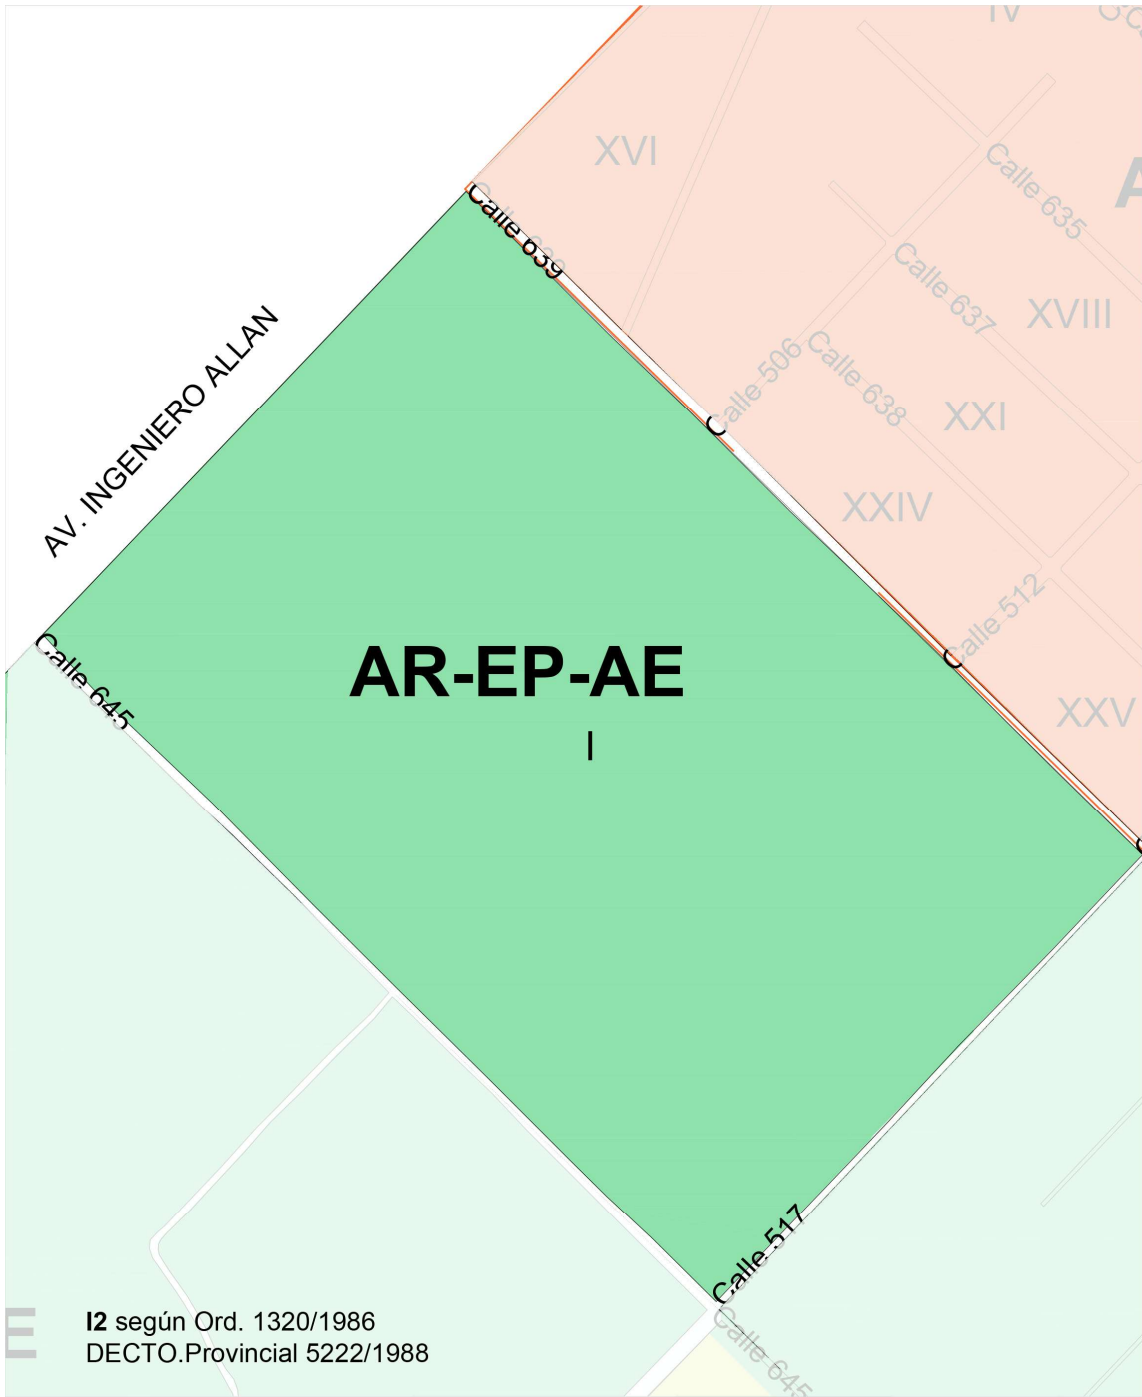 IV
XVI
Calle 635
Calle 639
Calle 637
XVIII
AV. INGENIERO ALLAN
Calle 506
Calle 638
XXI
C
XXIV
Calle 512
C
Calle 645
AR-EP-AE
I
XXV
Calle 517
I2 según Ord. 1320/1986
DECTO.Provincial 5222/1988
E
Calle 645